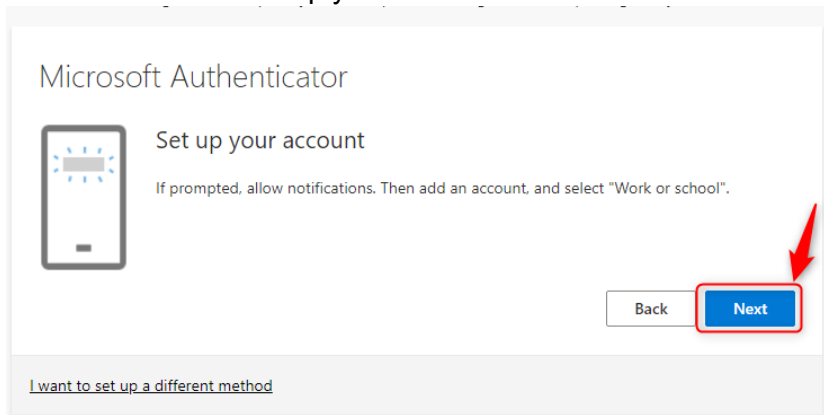 Microsoft Authenticator
Set up your account
If prompted, allow notifications. Then add an account, and select "Work or school".
Back
Next
I want to set up a different method